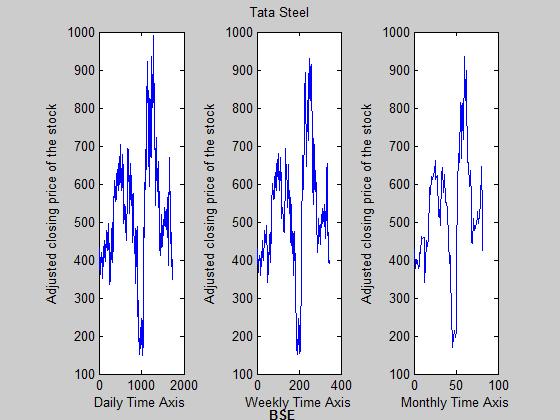 Tata Steel
1000
900
800
700
600
500
400
300
200
100
0 1000 2000
Adjusted closing price of the stock
Daily Time Axis
1000
900
800
700
600
500
400
300
200
100
0 200 400
Adjusted closing price of the stock
Weekly Time Axis
1000
900
800
700
600
500
400
300
200
100
0 50 100
Adjusted closing price of the stock
Monthly Time Axis
BSE